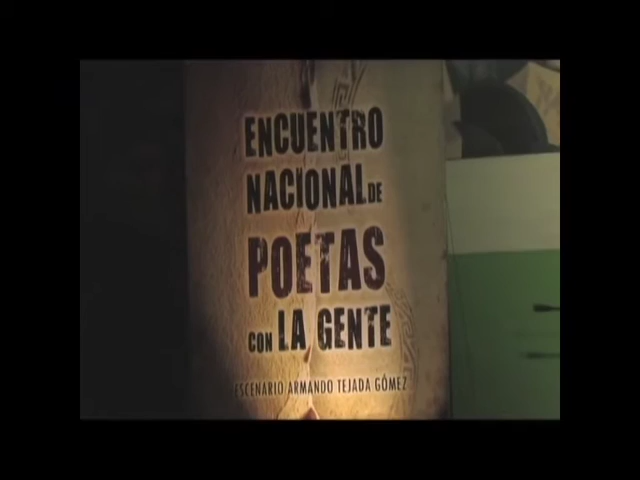 ENCUENTRO
NACIONAL DE
POETAS
CON LA GENTE
ESCENARIO ARMANDO TEJADA GÓMEZ